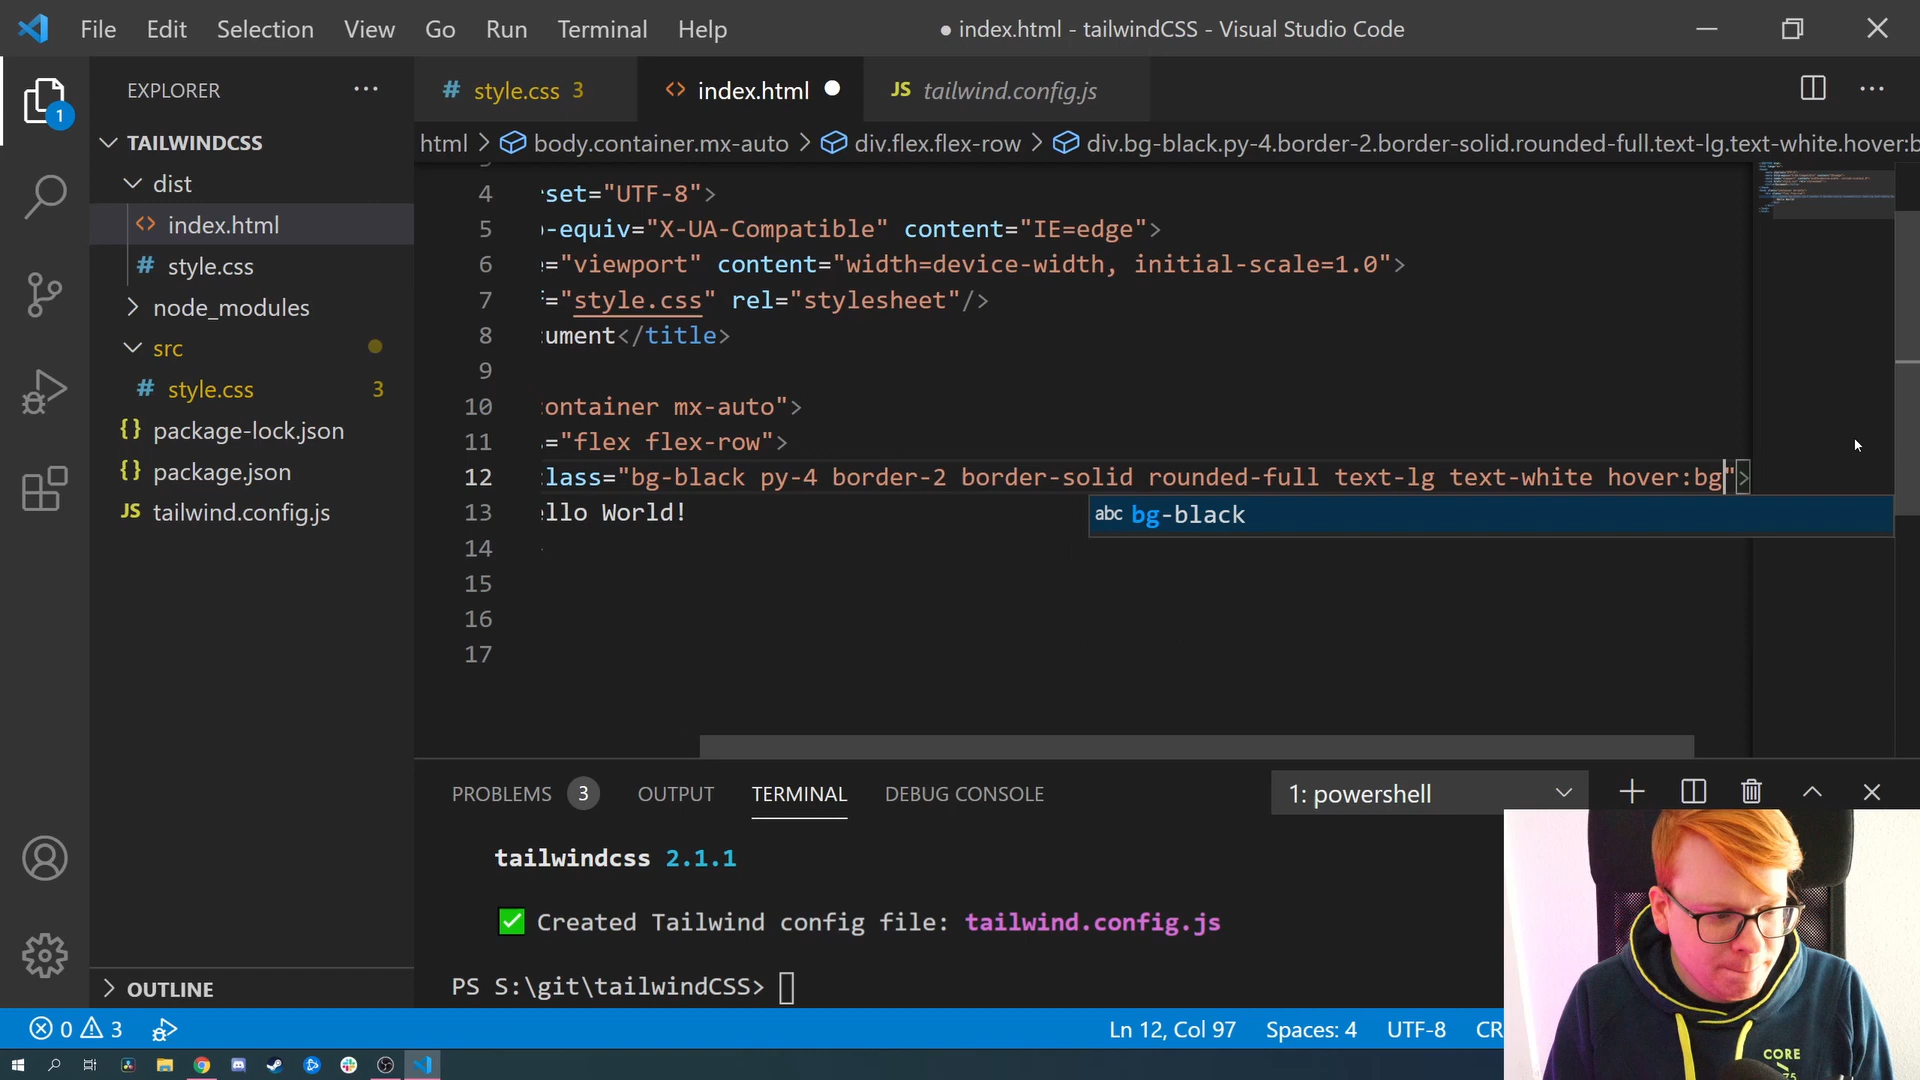 File Edit Selection View Go Run Terminal Help
● index.html - tailwindCSS - Visual Studio Code
EXPLORER
1
TAILWINDCSS
dist
<> index.html
# style.css
node_modules
src
# style.css 3
{} package-lock.json
{} package.json
JS tailwind.config.js
OUTLINE
# style.css 3
<> index.html
JS tailwind.config.js
html > body.container.mx-auto > div.flex.flex-row > div.bg-black.py-4.border-2.border-solid.rounded-full.text-lg.text-white.hover:b
4 rset="UTF-8">
5 -equiv="X-UA-Compatible" content="IE=edge">
6 ="viewport" content="width=device-width, initial-scale=1.0">
7 ="style.css" rel="stylesheet"/>
8 cument</title>
9
10 container mx-auto">
11 ="flex flex-row">
12 lass="bg-black py-4 border-2 border-solid rounded-full text-lg text-white hover:bg">
abc bg-black
13 ello World!
14
15
16
17
PROBLEMS 3 OUTPUT TERMINAL DEBUG CONSOLE
1: powershell
tailwindcss 2.1.1
Created Tailwind config file: tailwind.config.js
PS S:\git\tailwindCSS>
0 3
Ln 12, Col 97 Spaces: 4 UTF-8 CR
CORE
75